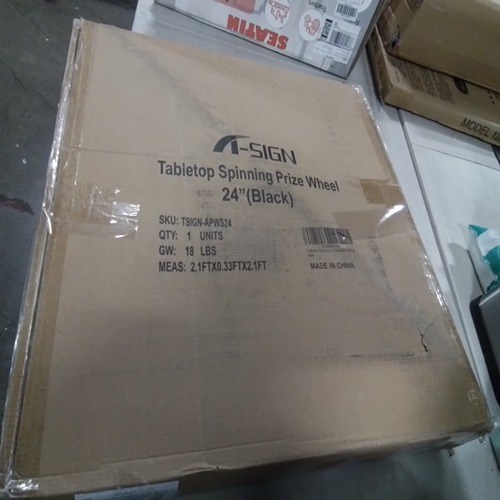 SEATIN
MODEL:
T-SIGN
Tabletop Spinning Prize Wheel
24"(Black)
SKU: TSIGN-APWS24
QTY: 1 UNITS
GW: 18 LBS
MEAS: 2.1FTX0.33FTX2.1FT
MADE IN CHINA